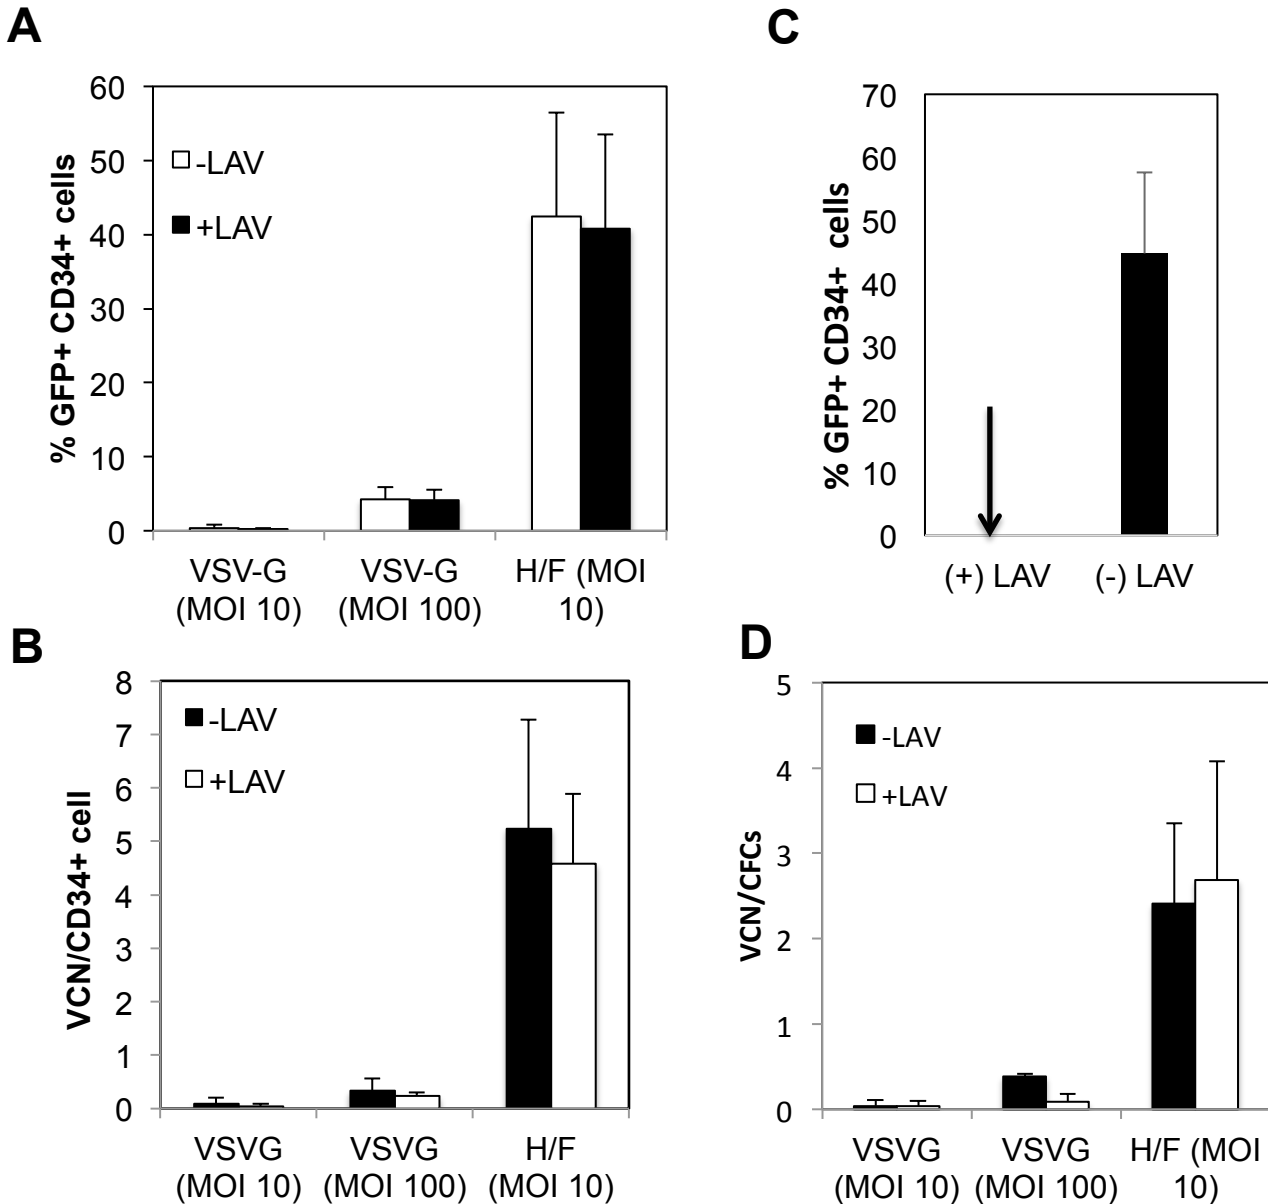 A
% GFP+ CD34+ cells
60
50
40
30
20
10
0
-LAV
+LAV
VSV-G
(MOI 10)
VSV-G
(MOI 100)
H/F (MOI
10)
C
% GFP+ CD34+ cells
70
60
50
40
30
20
10
0
(+) LAV
(-) LAV
B
VCN/CD34+ cell
8
7
6
5
4
3
2
1
0
-LAV
+LAV
VSVG
(MOI 10)
VSVG
(MOI 100)
H/F
(MOI 10)
D
VCN/CFCs
5
4
3
2
1
0
-LAV
+LAV
VSVG
(MOI 10)
VSVG
(MOI 100)
H/F (MOI
10)